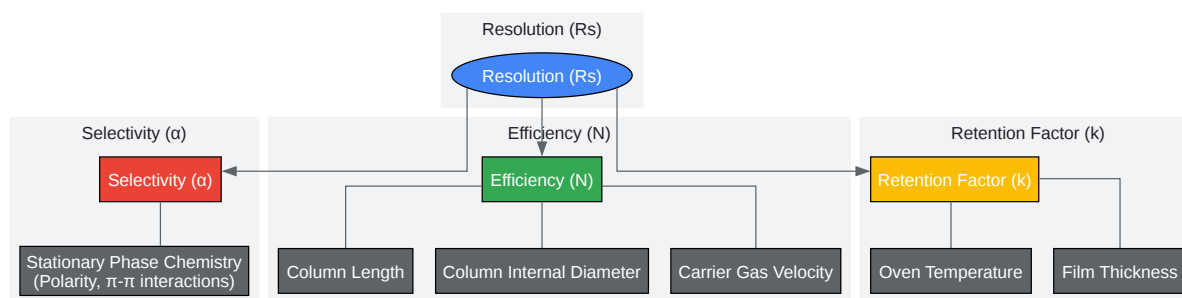 Resolution (Rs)
Resolution (Rs)
Selectivity (α)
Efficiency (N)
Retention Factor (k)
Selectivity (α)
Efficiency (N)
Retention Factor (k)
Stationary Phase Chemistry
(Polarity, π-π interactions)
Column Length
Column Internal Diameter
Carrier Gas Velocity
Oven Temperature
Film Thickness